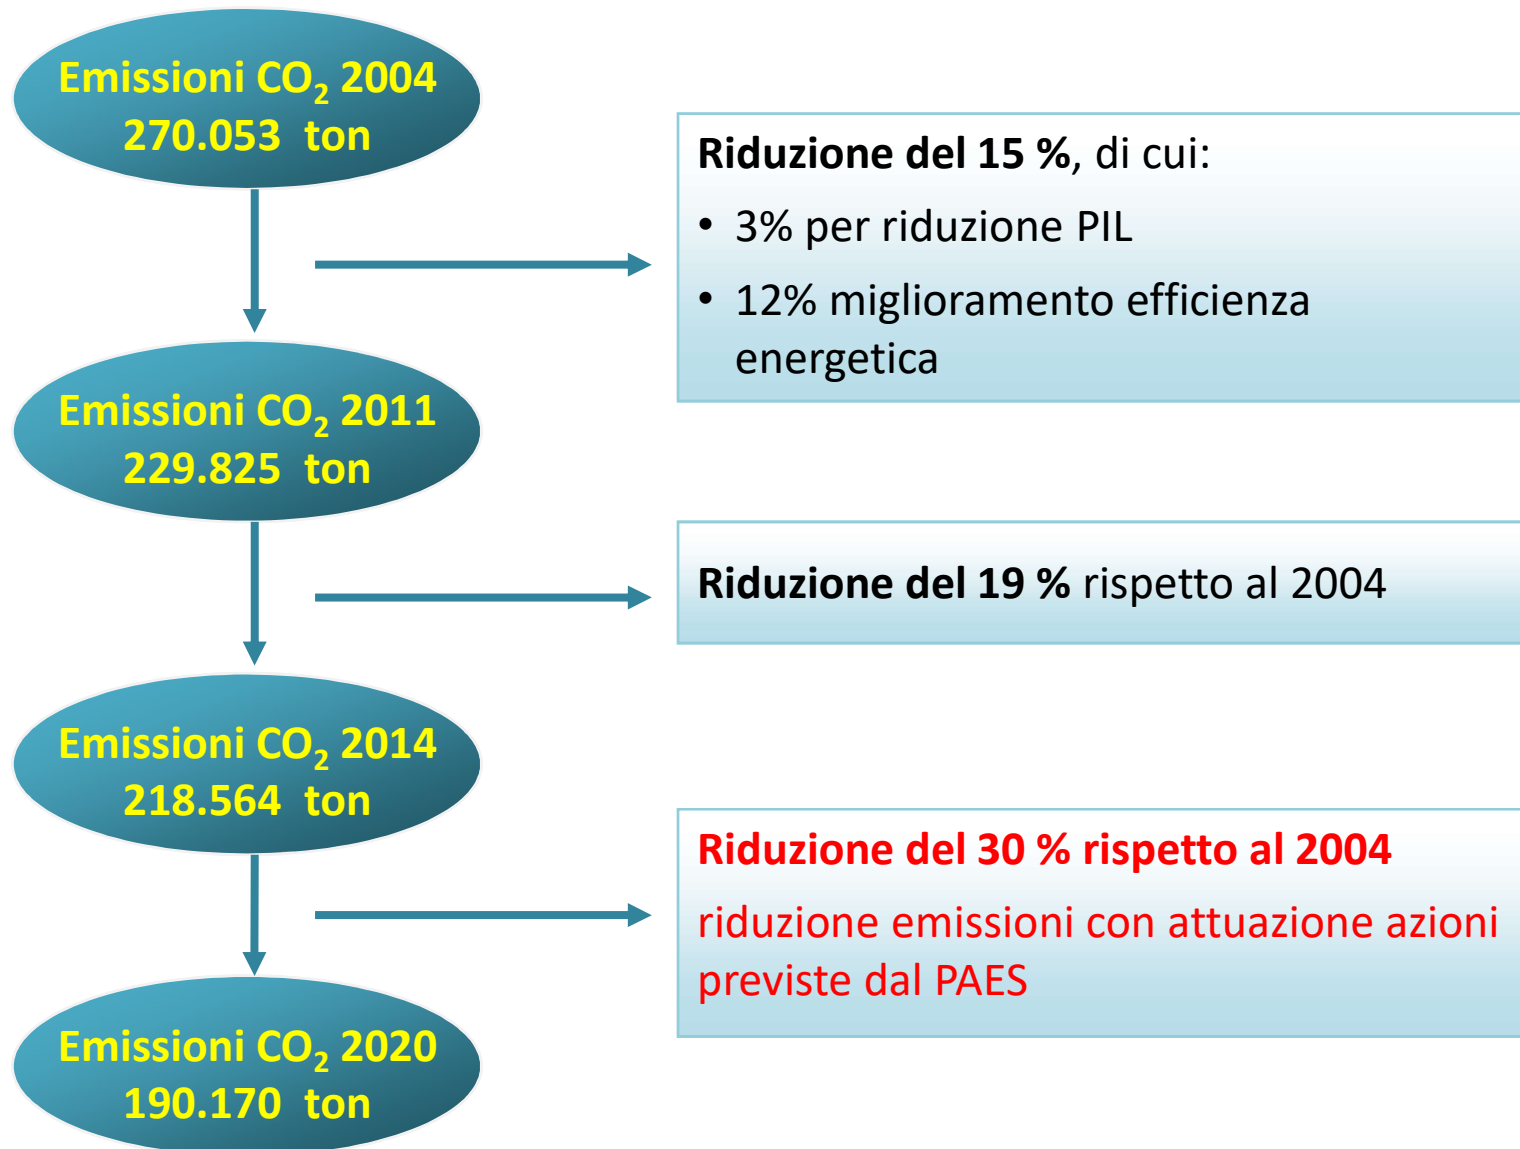 Emissioni CO₂ 2004
270.053 ton
Riduzione del 15 %, di cui:
• 3% per riduzione PIL
• 12% miglioramento efficienza
energetica
Emissioni CO₂ 2011
229.825 ton
Riduzione del 19 % rispetto al 2004
Emissioni CO₂ 2014
218.564 ton
Riduzione del 30 % rispetto al 2004
riduzione emissioni con attuazione azioni
previste dal PAES
Emissioni CO₂ 2020
190.170 ton